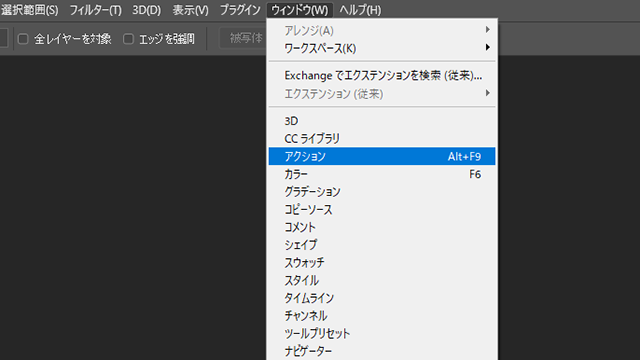 選択範囲(S) フィルター(T) 3D(D) 表示(V) プラグイン ウィンドウ(W) ヘルプ(H)
全レイヤーを対象 エッジを強調 被写体
アレンジ(A)
ワークスペース(K)
Exchange でエクステンションを検索 (従来)...
エクステンション (従来)
3D
CC ライブラリ
アクション Alt+F9
カラー F6
グラデーション
コピーソース
コメント
シェイプ
スウォッチ
スタイル
タイムライン
チャンネル
ツールプリセット
ナビゲーター